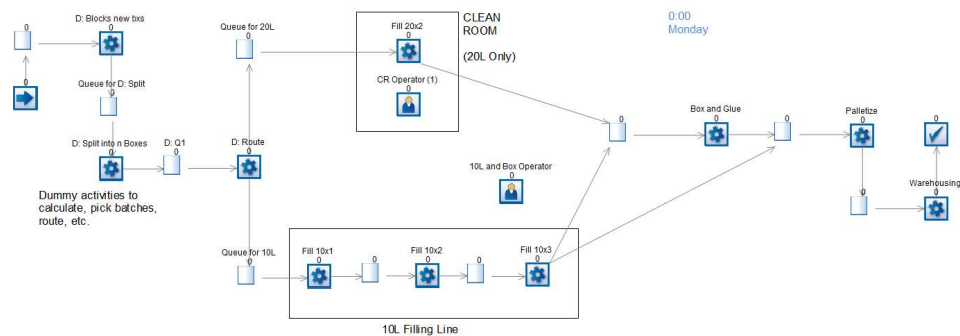 D: Blocks new bxs
0
0
0
Queue for D: Split
0
D: Split into n Boxes
0
D: Q1
0
Dummy activities to
calculate, pick batches,
route, etc.
Queue for 20L
0
D: Route
0
Queue for 10L
0
Fill 20x2
0
CR Operator (1)
0
CLEAN
ROOM
(20L Only)
0:00
Monday
10L and Box Operator
0
Fill 10x1
0
0
Fill 10x2
0
0
Fill 10x3
0
10L Filling Line
0
Box and Glue
0
0
Palletize
0
0
0
Warehousing
0